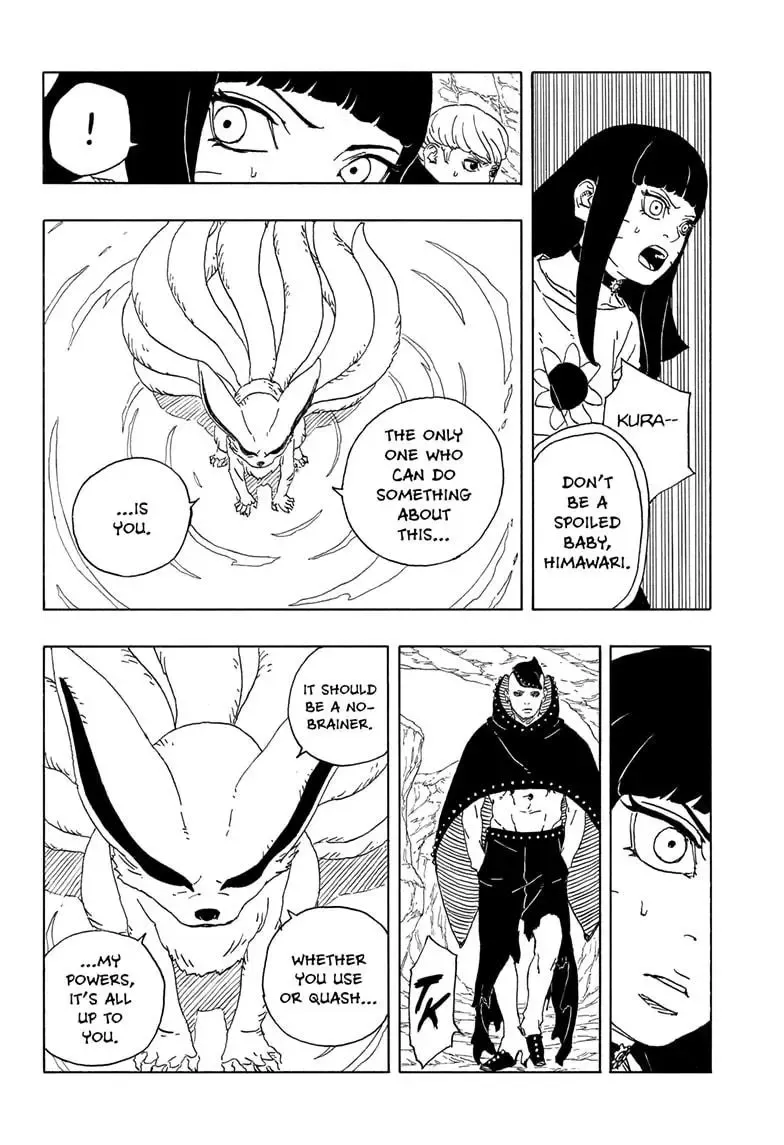 KURA--
DON'T
BE A
SPOILED
BABY,
HIMAWARI.
!
THE ONLY
ONE WHO
CAN DO
SOMETHING
ABOUT
THIS...
...IS
YOU.
TK
IT SHOULD
BE A NO-
BRAINER.
WHETHER
YOU USE
OR QUASH...
...MY
POWERS,
IT'S ALL
UP TO
YOU.